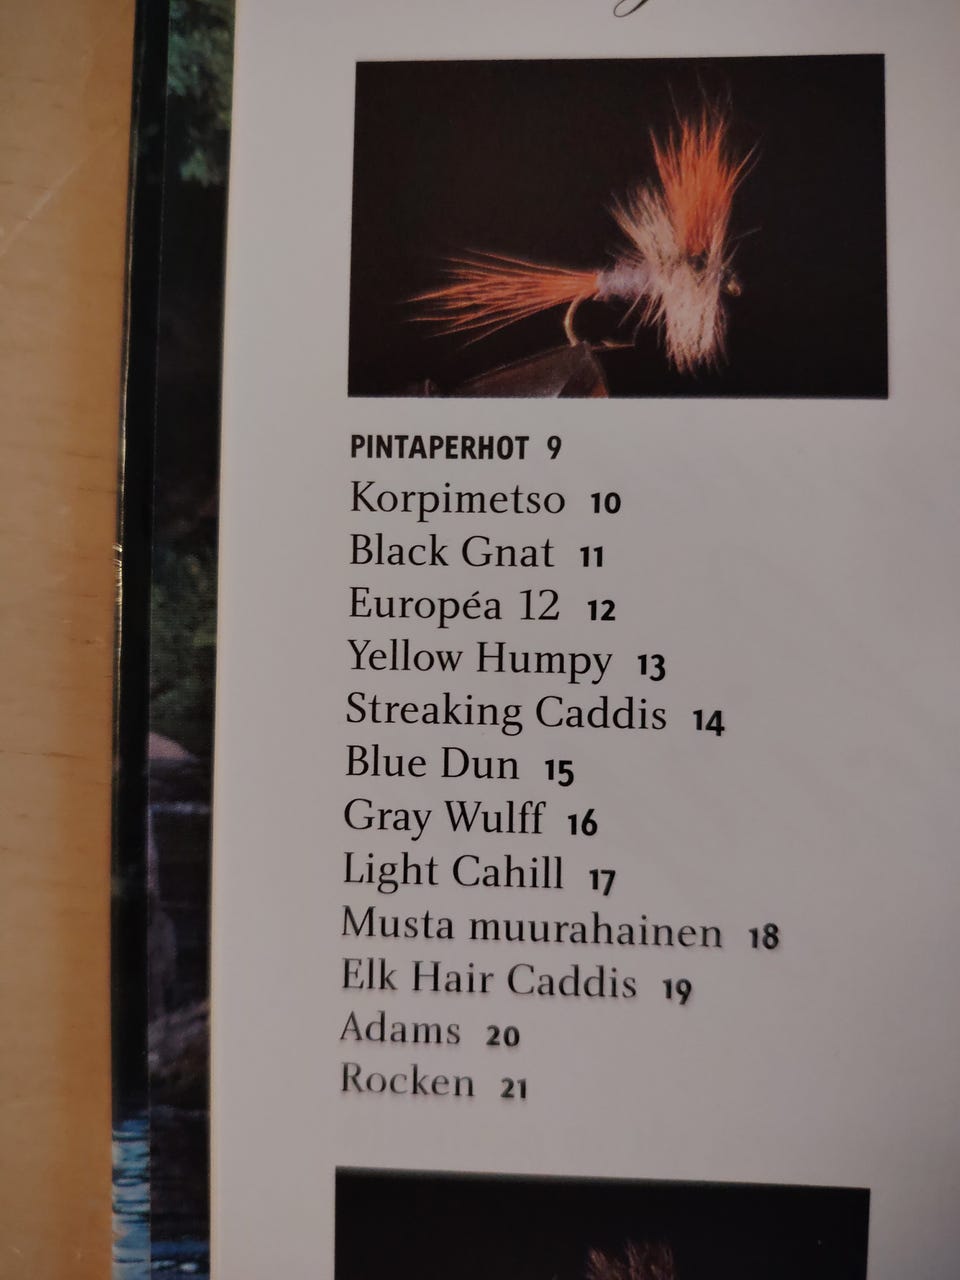 PINTAPERHOT 9
Korpimetso 10
Black Gnat 11
Européa 12 12
Yellow Humpy 13
Streaking Caddis 14
Blue Dun 15
Gray Wulff 16
Light Cahill 17
Musta muurahainen 18
Elk Hair Caddis 19
Adams 20
Rocken 21